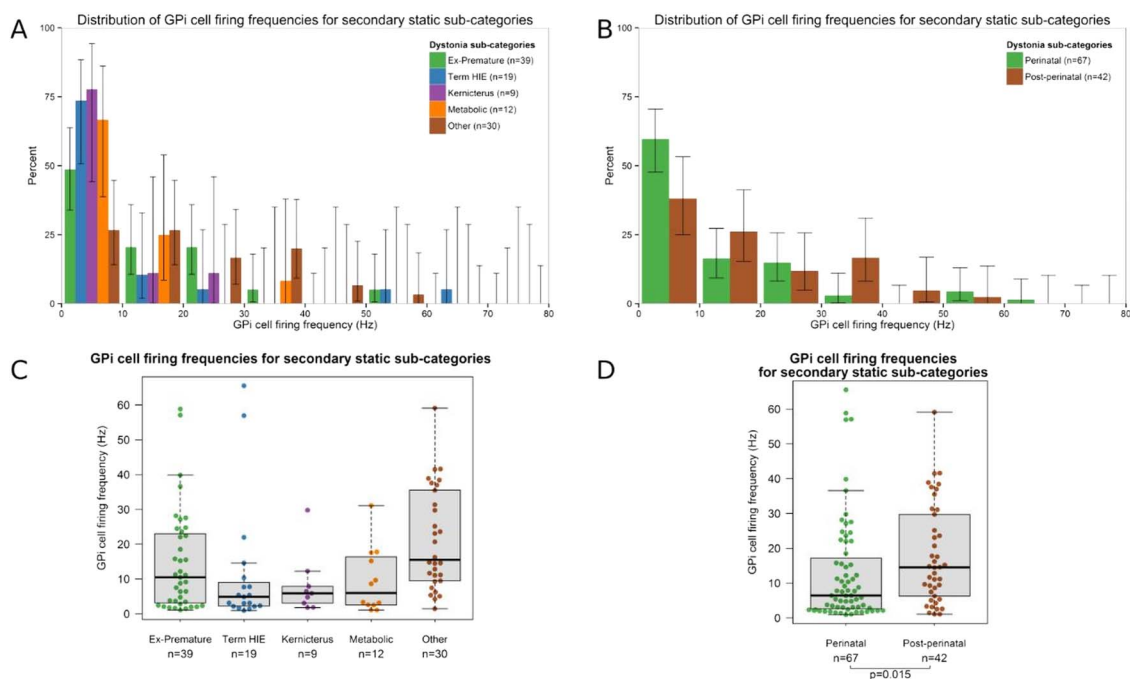 A
Distribution of GPi cell firing frequencies for secondary static sub-categories
100
75
50
25
0
Percent
Dystonia sub-categories
Ex-Premature (n=39)
Term HIE (n=19)
Kernicterus (n=9)
Metabolic (n=12)
Other (n=30)
0 10 20 30 40 50 60 70 80
GPi cell firing frequency (Hz)
B
Distribution of GPi cell firing frequencies for secondary static sub-categories
100
75
50
25
0
Percent
Dystonia sub-categories
Perinatal (n=67)
Post-perinatal (n=42)
0 10 20 30 40 50 60 70 80
GPi cell firing frequency (Hz)
C
GPi cell firing frequencies for secondary static sub-categories
60
50
40
30
20
10
0
GPi cell firing frequency (Hz)
Ex-Premature Term HIE Kernicterus Metabolic Other
n=39 n=19 n=9 n=12 n=30
D
GPi cell firing frequencies
for secondary static sub-categories
60
50
40
30
20
10
0
GPi cell firing frequency (Hz)
Perinatal Post-perinatal
n=67 n=42
p=0.015